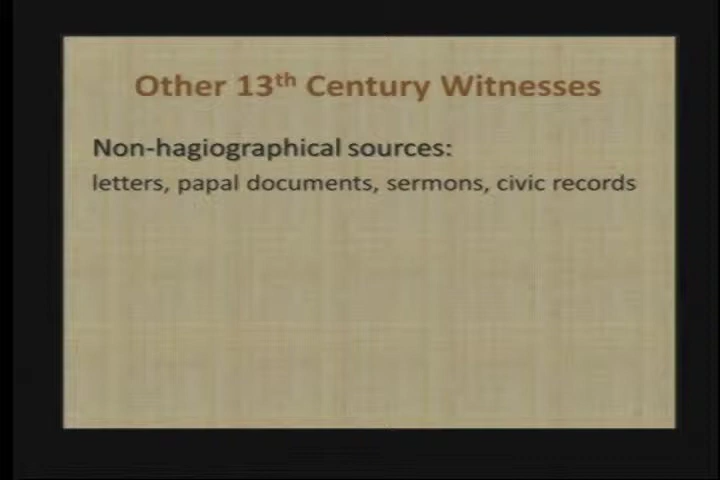 Other 13th Century Witnesses
Non-hagiographical sources:
letters, papal documents, sermons, civic records